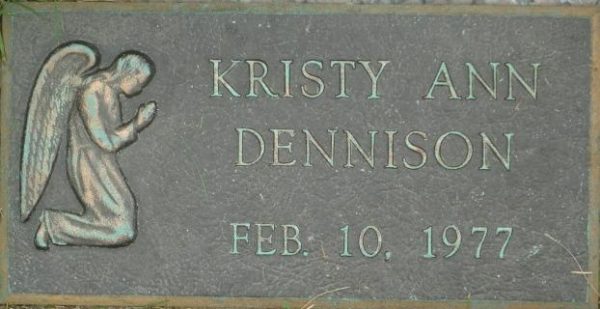 KRISTY ANN
DENNISON
FEB. 10, 1977